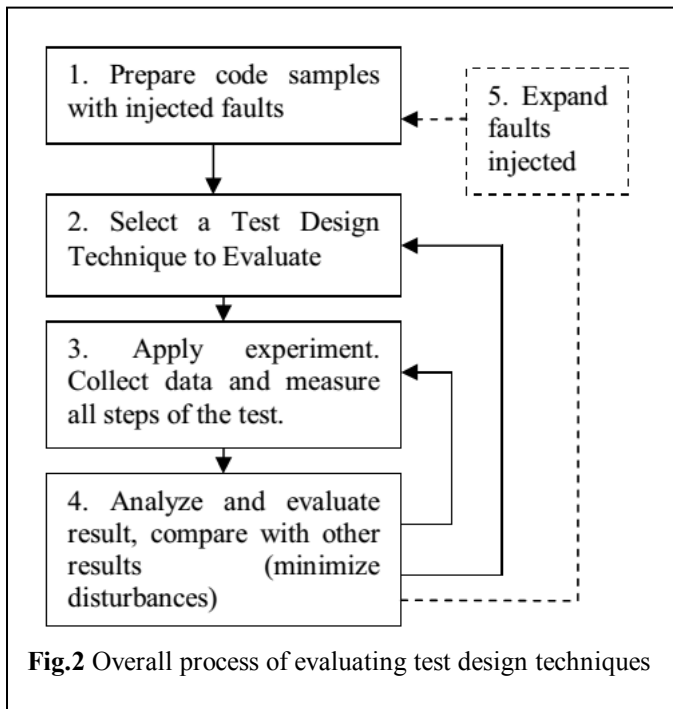 1. Prepare code samples
with injected faults
5. Expand
faults
injected
2. Select a Test Design
Technique to Evaluate
3. Apply experiment.
Collect data and measure
all steps of the test.
4. Analyze and evaluate
result, compare with other
results (minimize
disturbances)
Fig.2 Overall process of evaluating test design techniques